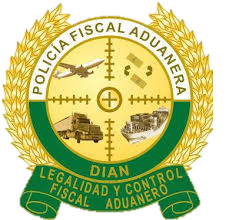 POLICÍA FISCAL ADUANERA
DIAN
LEGALIDAD Y CONTROL
FISCAL ADUANERO